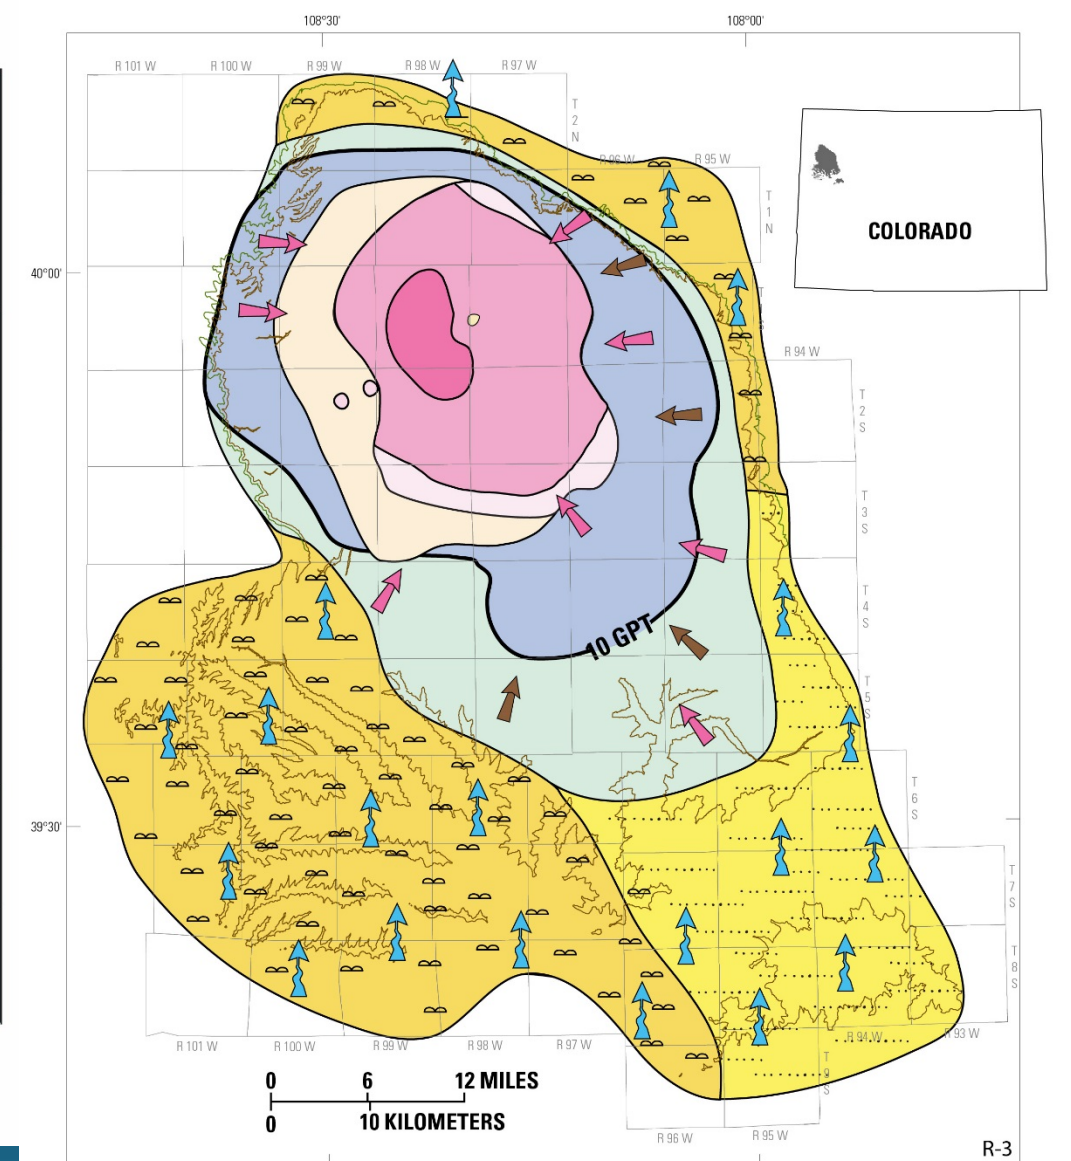 108°30'
108°00'
R 101 W
R 100 W
R 99 W
R 98 W
R 97 W
T
2
N
R 96 W
R 95 W
T
1
N
COLORADO
40°00'
T
1
S
R 94 W
T
2
S
T
3
S
T
4
S
10 GPT
T
5
S
T
6
S
39°30'
T
7
S
T
8
S
R 94 W
R 93 W
R 101 W
R 100 W
R 99 W
R 98 W
R 97 W
T
9
S
0 6 12 MILES
0 10 KILOMETERS
R 96 W
R 95 W
R-3